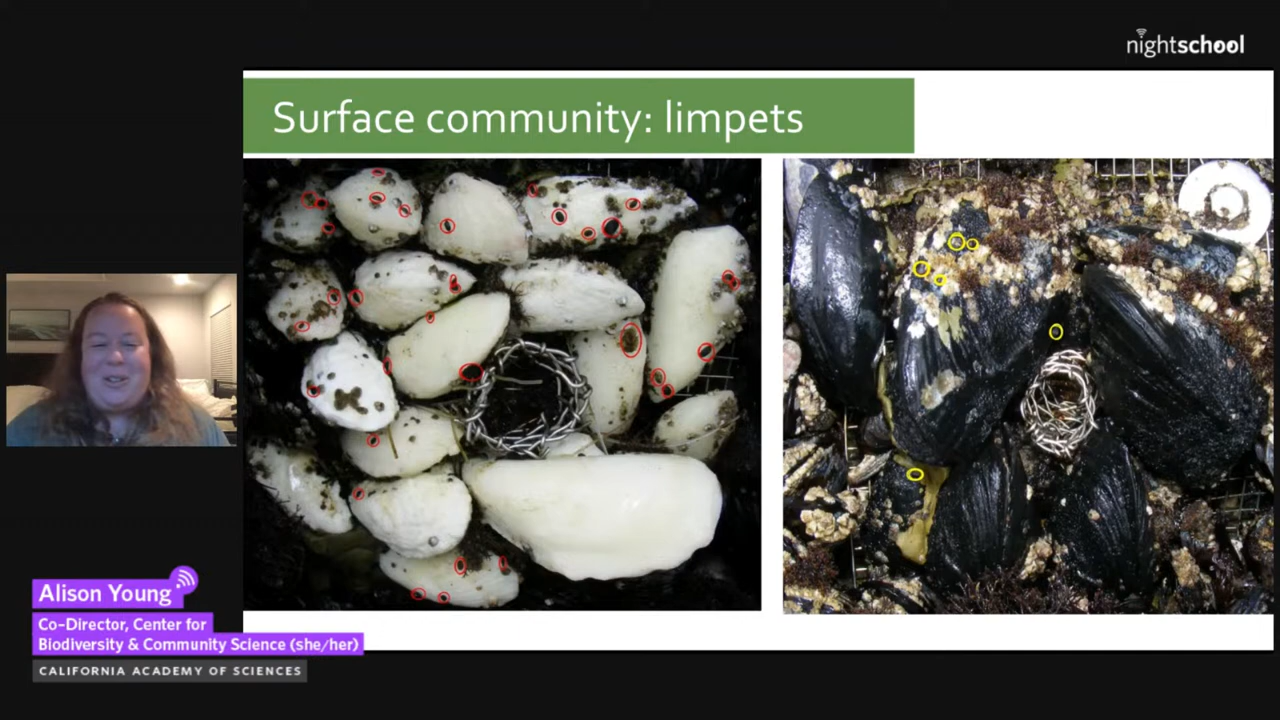 nightschool
Surface community: limpets
Alison Young
Co-Director, Center for
Biodiversity & Community Science (she/her)
CALIFORNIA ACADEMY OF SCIENCES